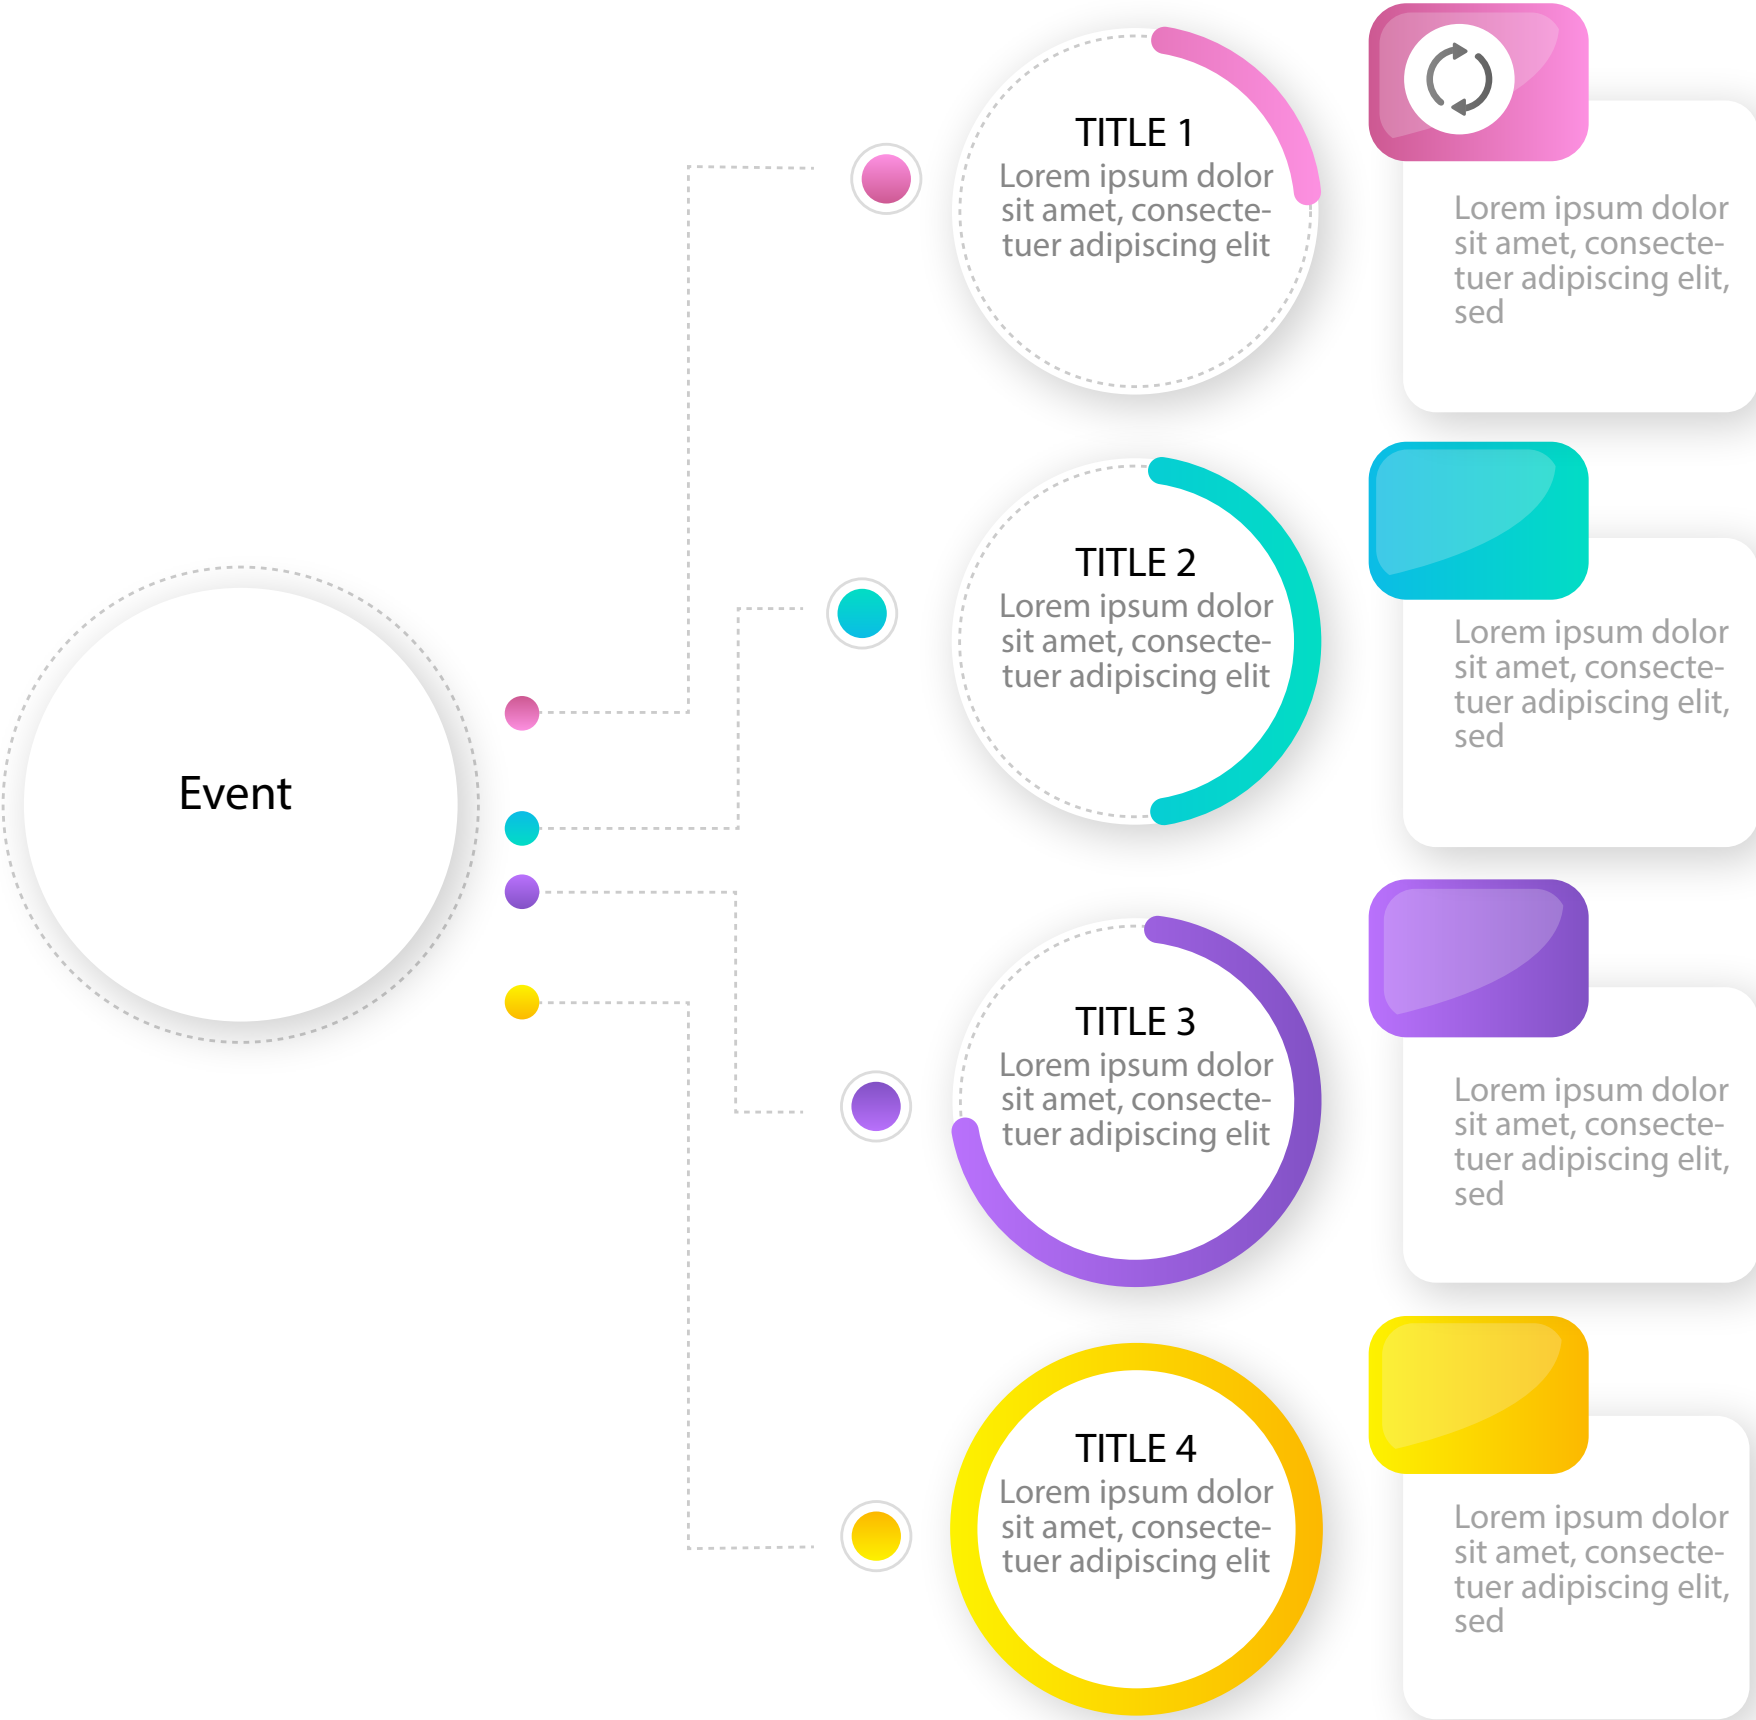 Event
TITLE 1
Lorem ipsum dolor
sit amet, consecte-
tuer adipiscing elit
Lorem ipsum dolor
sit amet, consecte-
tuer adipiscing elit,
sed
TITLE 2
Lorem ipsum dolor
sit amet, consecte-
tuer adipiscing elit
Lorem ipsum dolor
sit amet, consecte-
tuer adipiscing elit,
sed
TITLE 3
Lorem ipsum dolor
sit amet, consecte-
tuer adipiscing elit
Lorem ipsum dolor
sit amet, consecte-
tuer adipiscing elit,
sed
TITLE 4
Lorem ipsum dolor
sit amet, consecte-
tuer adipiscing elit
Lorem ipsum dolor
sit amet, consecte-
tuer adipiscing elit,
sed